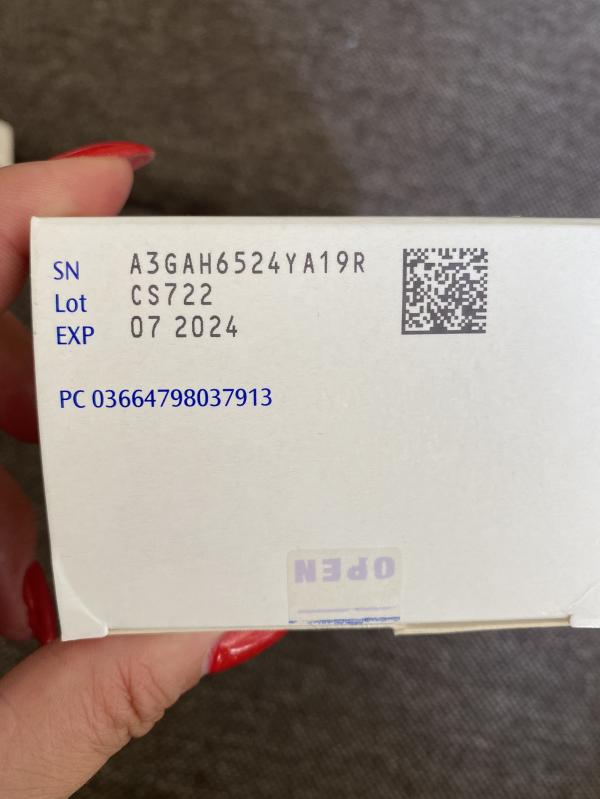 SN A3GAH6524YA19R
Lot CS722
EXP 07 2024
PC 03664798037913
OPEN